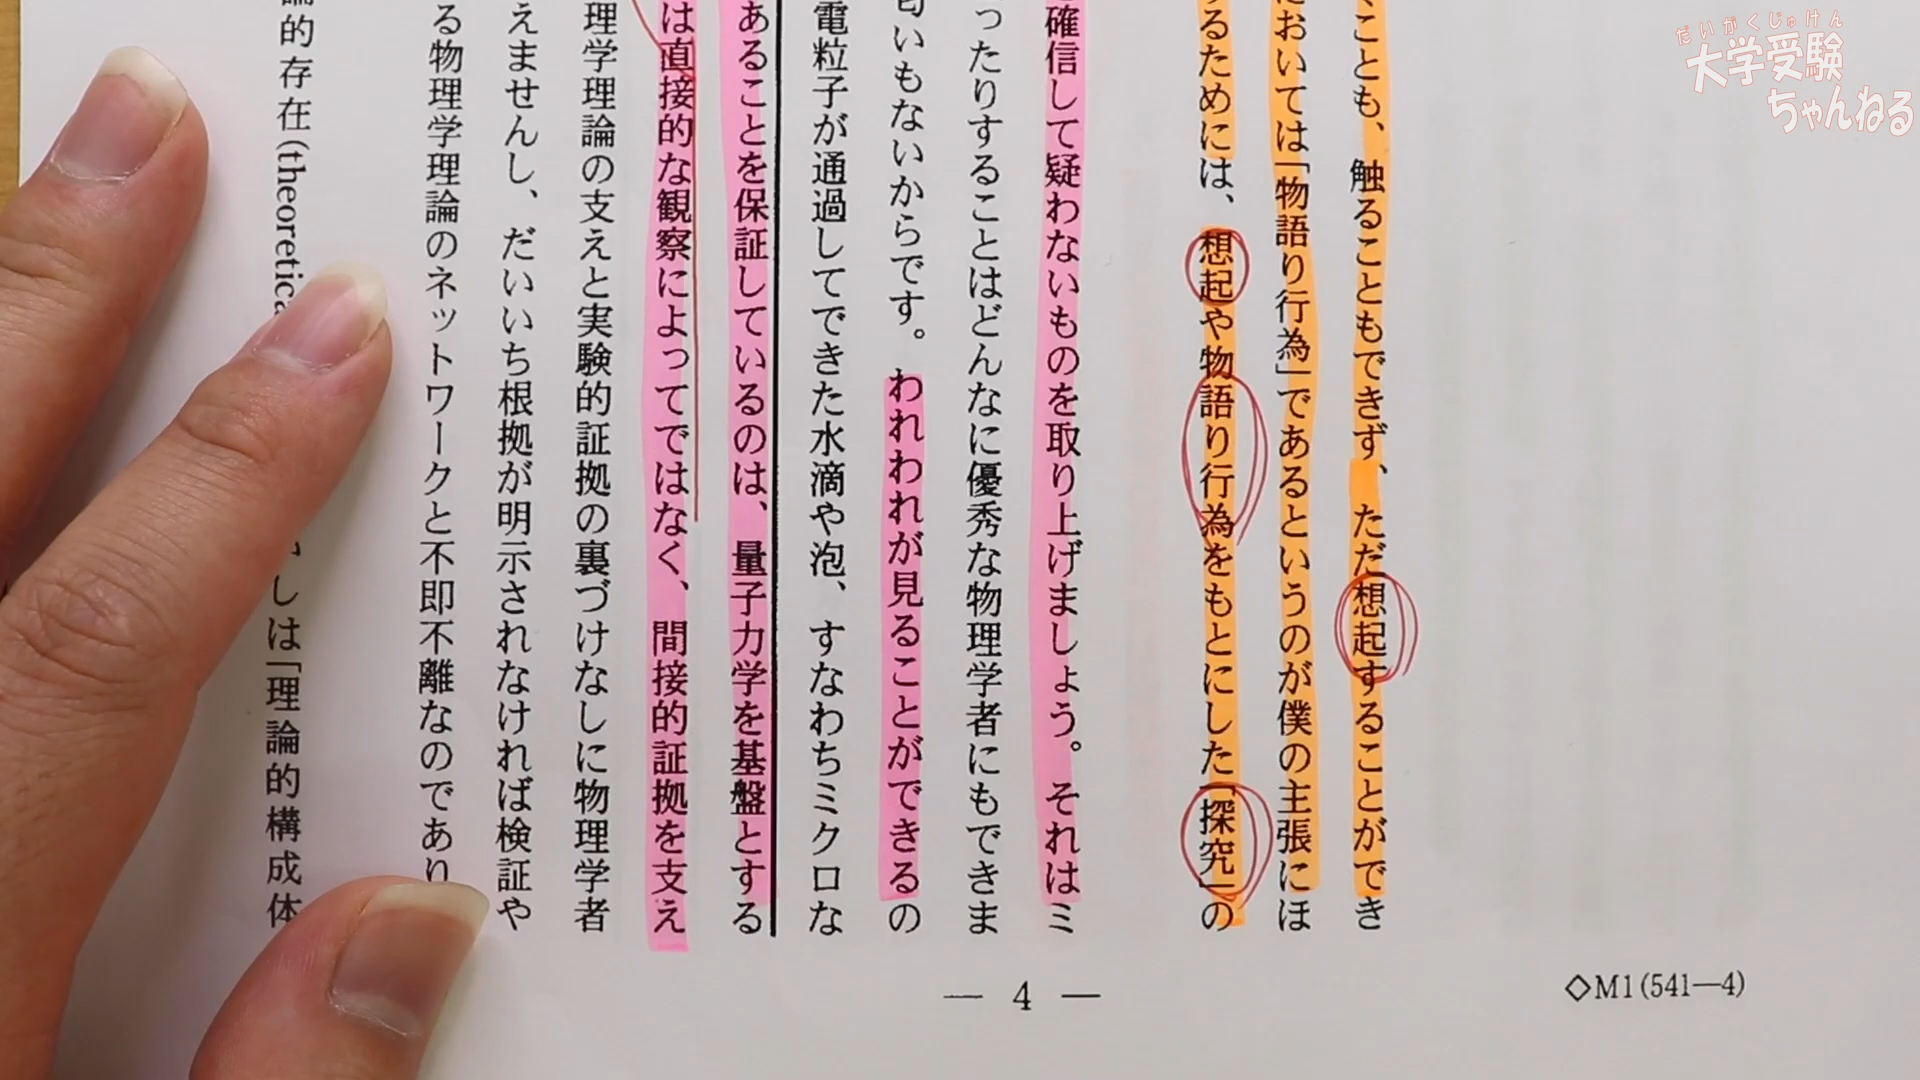 くことも、触ることもできず、ただ想起することができ
においては「物語り行為」であるというのが僕の主張にほ
るためには、想起や物語り行為をもとにした「探究」の
確信して疑わないものを取り上げましょう。それはミ
ったりすることはどんなに優秀な物理学者にもできま
匂いもないからです。われわれが見ることができるの
電粒子が通過してできた水滴や泡、すなわちミクロな
あることを保証しているのは、量子力学を基盤とする
は直接的な観察によってではなく、間接的証拠を支え
理学理論の支えと実験的証拠の裏づけなしに物理学者
えませんし、だいいち根拠が明示されなければ検証や
る物理学理論のネットワークと不即不離なのであり
論的存在(theoretica
しは「理論的構成体
— 4 —
◇M1(541—4)
だいがくじゅけん
大学受験
ちゃんねる